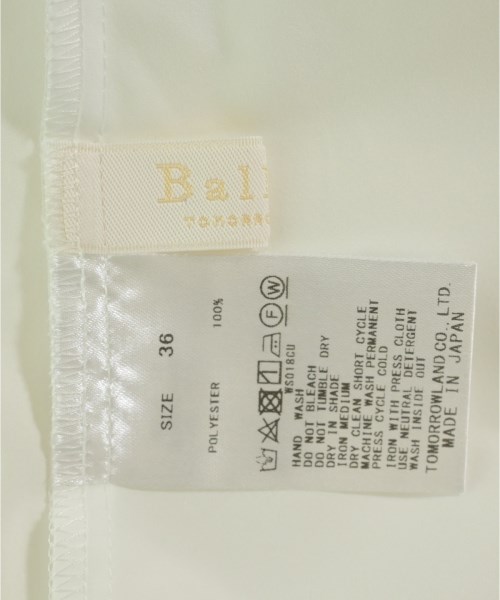 Bal
SIZE 36
POLYESTER 100%
WS018CU
HAND WASH
DO NOT BLEACH
DO NOT TUMBLE DRY
DRY IN SHADE
IRON MEDIUM
DRY CLEAN SHORT CYCLE
MACHINE WASH PERMANENT
PRESS CYCLE COLD
IRON WITH PRESS CLOTH
USE NEUTRAL DETERGENT
WASH INSIDE OUT
TOMORROWLAND CO., LTD.
MADE IN JAPAN